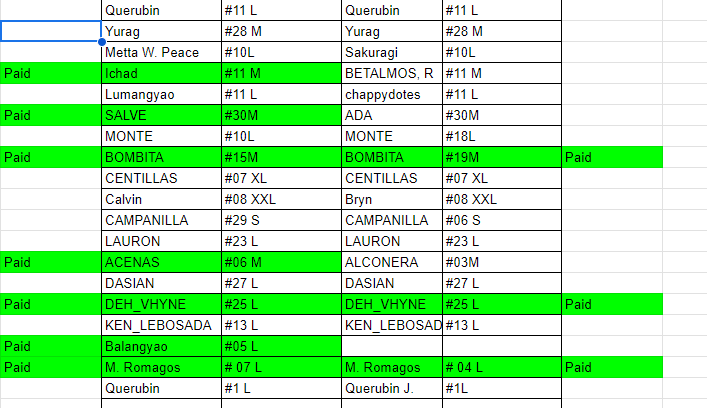 Querubin #11 L Querubin #11 L
Yurag #28 M Yurag #28 M
Metta W. Peace #10L Sakuragi #10L
Paid Ichad #11 M BETALMOS, R #11 M
Lumangyao #11 L chappydotes #11 L
Paid SALVE #30M ADA #30M
MONTE #10L MONTE #18L
Paid BOMBITA #15M BOMBITA #19M Paid
CENTILLAS #07 XL CENTILLAS #07 XL
Calvin #08 XXL Bryn #08 XXL
CAMPANILLA #29 S CAMPANILLA #06 S
LAURON #23 L LAURON #23 L
Paid ACENAS #06 M ALCONERA #03M
DASIAN #27 L DASIAN #27 L
Paid DEH_VHYNE #25 L DEH_VHYNE #25 L Paid
KEN_LEBOSADA #13 L KEN_LEBOSAD #13 L
Paid Balangyao #05 L
Paid M. Romagos # 07 L M. Romagos # 04 L Paid
Querubin #1 L Querubin J. #1L